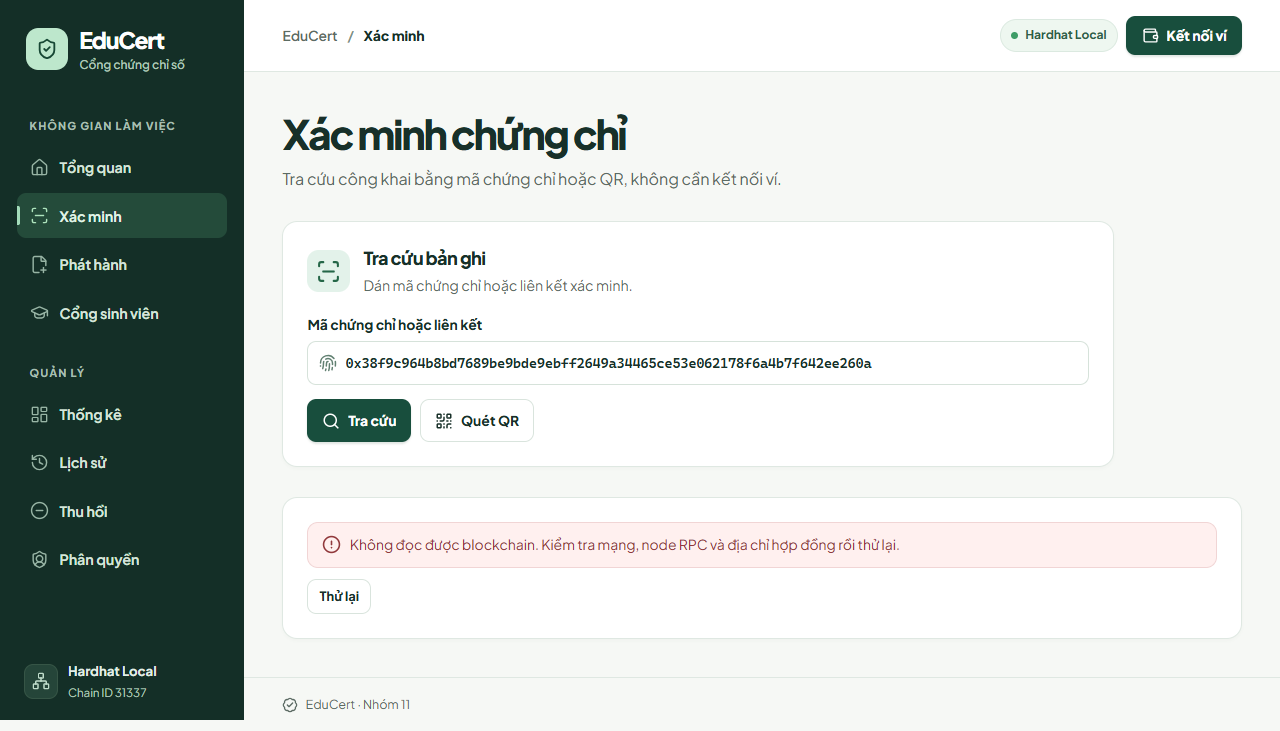 EduCert
Cổng chứng chỉ số
KHÔNG GIAN LÀM VIỆC
Tổng quan
Xác minh
Phát hành
Cổng sinh viên
QUẢN LÝ
Thống kê
Lịch sử
Thu hồi
Phân quyền
Hardhat Local
Chain ID 31337
EduCert / Xác minh
Hardhat Local
Kết nối ví
Xác minh chứng chỉ
Tra cứu công khai bằng mã chứng chỉ hoặc QR, không cần kết nối ví.
Tra cứu bản ghi
Dán mã chứng chỉ hoặc liên kết xác minh.
Mã chứng chỉ hoặc liên kết
0x38f9c964b8bd7689be9bde9ebff2649a34465ce53e062178f6a4b7f642ee260a
Tra cứu
Quét QR
Không đọc được blockchain. Kiểm tra mạng, node RPC và địa chỉ hợp đồng rồi thử lại.
Thử lại
EduCert · Nhóm 11